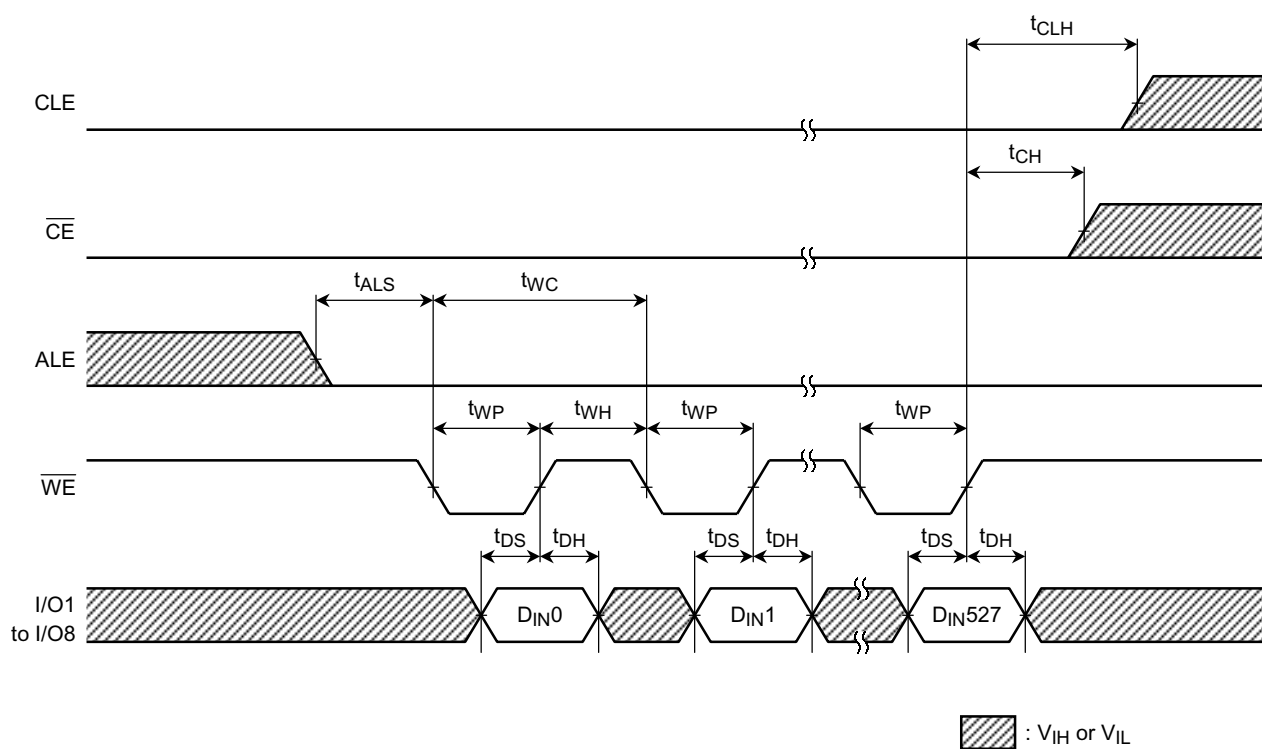 tCLH
CLE
tCH
CE
tALS
tWC
ALE
tWP
tWH
tWP
tWP
WE
tDS
tDH
tDS
tDH
tDS
tDH
I/O1
to I/O8
DIN0
DIN1
DIN527
: VIH or VIL